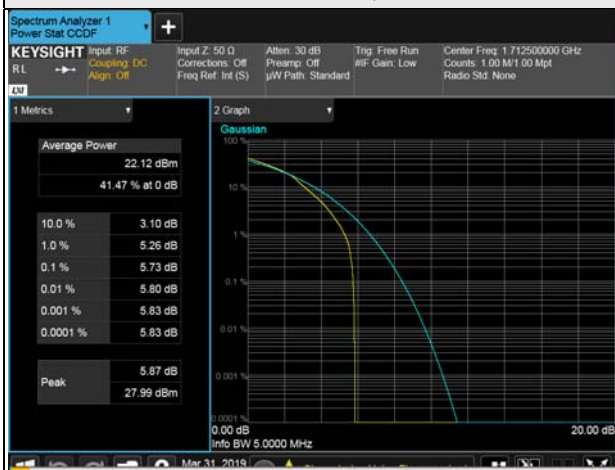 Spectrum Analyzer 1
Power Stat CCDF
KEYSIGHT
RL
LXI
Input: RF
Coupling: DC
Align: Off
Input Z: 50 Ω
Corrections: Off
Freq Ref: Int (S)
Atten: 30 dB
Preamp: Off
µW Path: Standard
Trig: Free Run
#IF Gain: Low
Center Freq: 1.712500000 GHz
Counts: 1.00 M/1.00 Mpt
Radio Std: None
1 Metrics
Average Power
22.12 dBm
41.47 % at 0 dB
10.0 % 3.10 dB
1.0 % 5.26 dB
0.1 % 5.73 dB
0.01 % 5.80 dB
0.001 % 5.83 dB
0.0001 % 5.83 dB
Peak
5.87 dB
27.99 dBm
2 Graph
Gaussian
100 %
10 %
1 %
0.1 %
0.01 %
0.001 %
0.0001 %
0.00 dB 20.00 dB
Info BW 5.0000 MHz
Mar 31, 2019